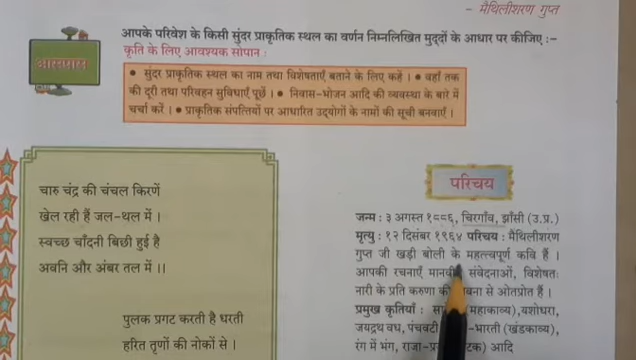 - मैथिलीशरण गुप्त
आपके परिवेश के किसी सुंदर प्राकृतिक स्थल का वर्णन निम्नलिखित मुद्दों के आधार पर कीजिए :-
कृति के लिए आवश्यक सोपान :
आसपास
• सुंदर प्राकृतिक स्थल का नाम तथा विशेषताएँ बताने के लिए कहें । • वहाँ तक
की दूरी तथा परिवहन सुविधाएँ पूछें । • निवास-भोजन आदि की व्यवस्था के बारे में
चर्चा करें । • प्राकृतिक संपत्तियों पर आधारित उद्योगों के नामों की सूची बनवाएँ ।
चारु चंद्र की चंचल किरणें
खेल रही हैं जल-थल में ।
स्वच्छ चाँदनी बिछी हुई है
अवनि और अंबर तल में ।।
पुलक प्रगट करती है धरती
हरित तृणों की नोकों से ।
परिचय
जन्म : ३ अगस्त १८८६, चिरगाँव, झाँसी (उ.प्र.)
मृत्यु : १२ दिसंबर १९६४ परिचय : मैथिलीशरण
गुप्त जी खड़ी बोली के महत्त्वपूर्ण कवि हैं ।
आपकी रचनाएँ मानवीय संवेदनाओं, विशेषतः
नारी के प्रति करुणा की भावना से ओतप्रोत हैं ।
प्रमुख कृतियाँ : (महाकाव्य), यशोधरा,
जयद्रथ वध, पंचवटी -भारती (खंडकाव्य),
रंग में भंग, राजा- आदि